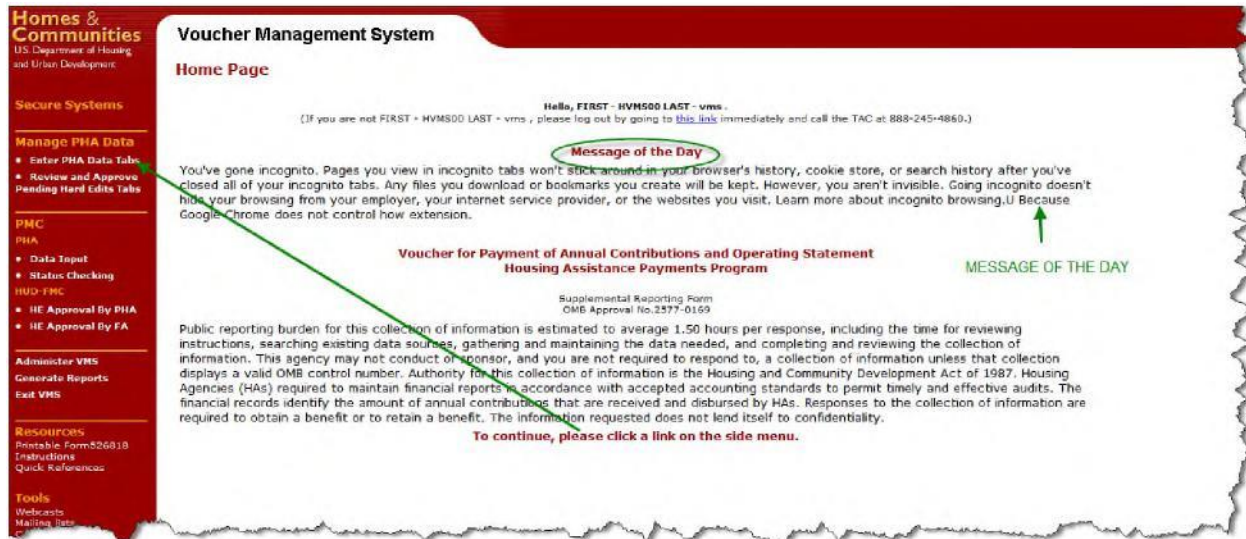 Homes &
Communities
U.S. Department of Housing
and Urban Development
Secure Systems
Manage PHA Data
• Enter PHA Data Tabs
• Review and Approve
Pending Hard Edits Tabs
PMC
PHA
• Data Input
• Status Checking
HUD-FMC
• HE Approval By PHA
• HE Approval By FA
Administer VMS
Generate Reports
Exit VMS
Resources
Printable Form526818
Instructions
Quick References
Tools
Webcasts
Mailing lists
Voucher Management System
Home Page
Hello, FIRST - HVMS00 LAST - vms .
(If you are not FIRST - HVMS00 LAST - vms , please log out by going to this link immediately and call the TAC at 888-245-4860.)
Message of the Day
You've gone incognito. Pages you view in incognito tabs won't stick around in your browser's history, cookie store, or search history after you've
closed all of your incognito tabs. Any files you download or bookmarks you create will be kept. However, you aren't invisible. Going incognito doesn't
hide your browsing from your employer, your internet service provider, or the websites you visit. Learn more about incognito browsing.U Because
Google Chrome does not control how extension.
MESSAGE OF THE DAY
Voucher for Payment of Annual Contributions and Operating Statement
Housing Assistance Payments Program
Supplemental Reporting Form
OMB Approval No.2577-0169
Public reporting burden for this collection of information is estimated to average 1.50 hours per response, including the time for reviewing
instructions, searching existing data sources, gathering and maintaining the data needed, and completing and reviewing the collection of
information. This agency may not conduct or sponsor, and you are not required to respond to, a collection of information unless that collection
displays a valid OMB control number. Authority for this collection of information is the Housing and Community Development Act of 1987. Housing
Agencies (HAs) required to maintain financial reports in accordance with accepted accounting standards to permit timely and effective audits. The
financial records identify the amount of annual contributions that are received and disbursed by HAs. Responses to the collection of information are
required to obtain a benefit or to retain a benefit. The information requested does not lend itself to confidentiality.
To continue, please click a link on the side menu.